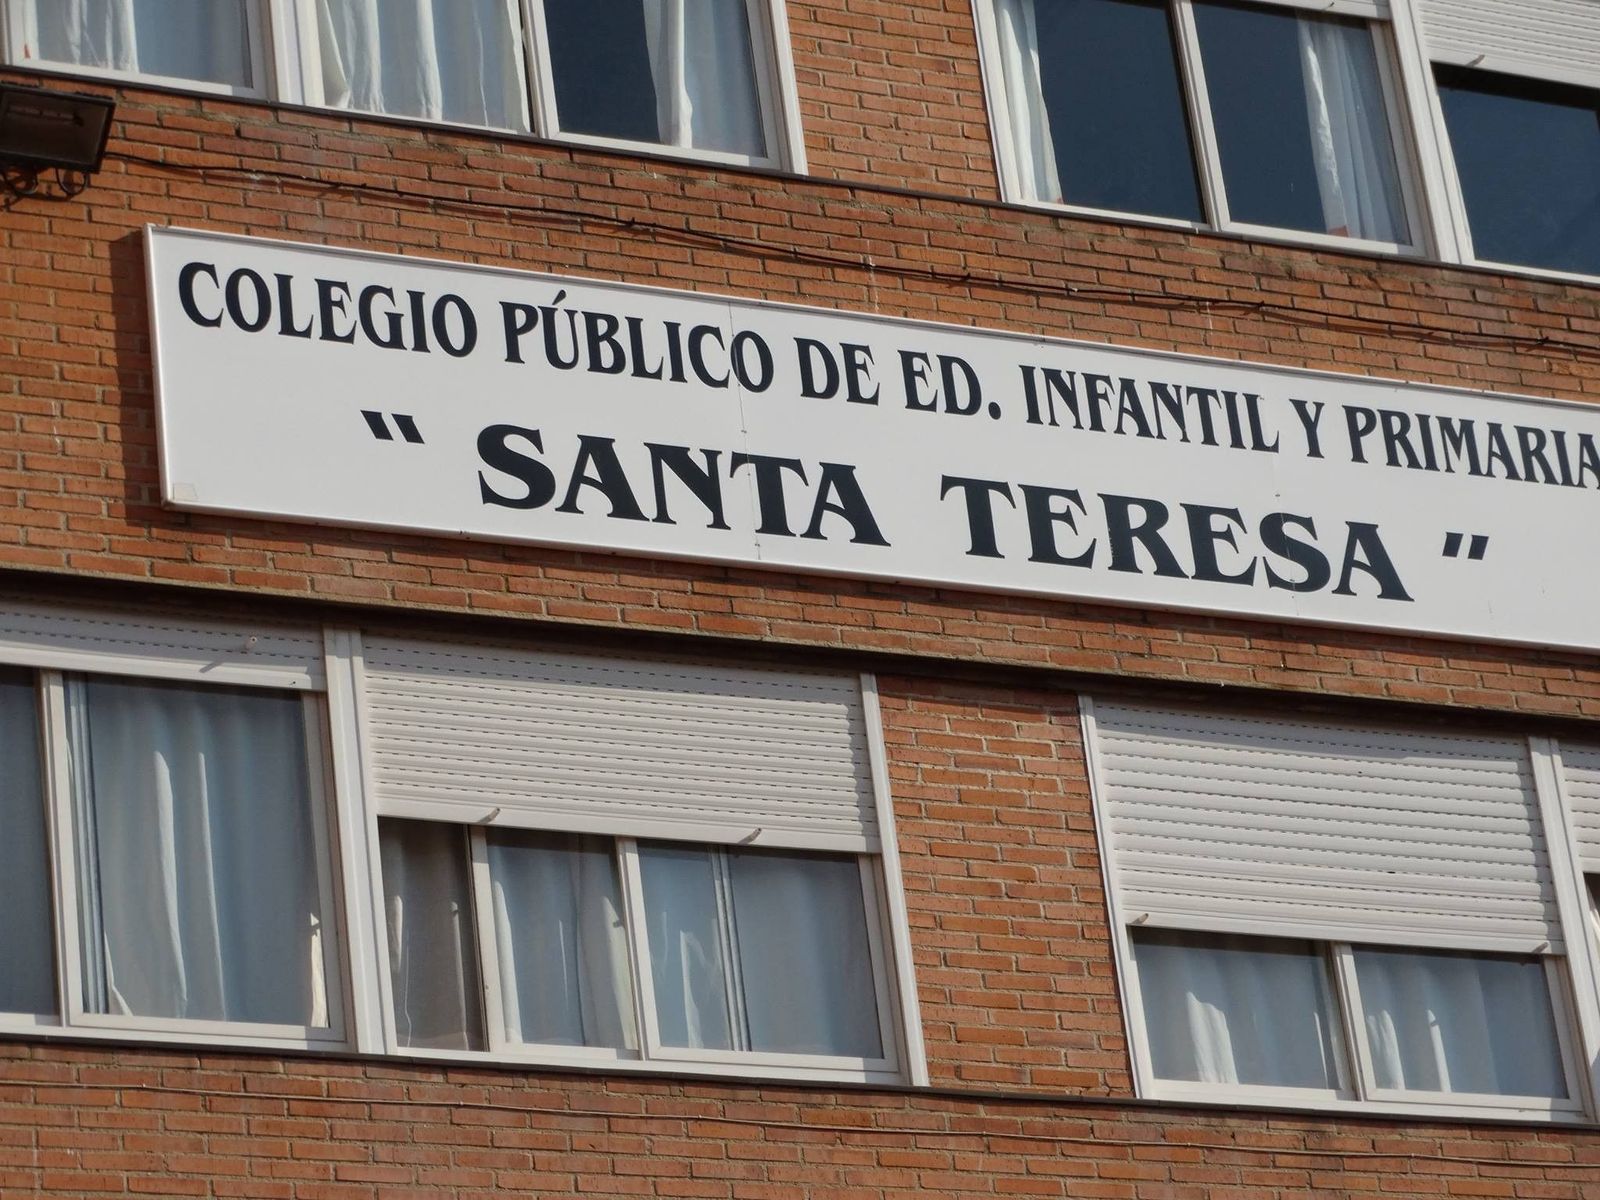 COLEGIO PÚBLICO DE ED. INFANTIL Y PRIMARIA
" SANTA TERESA "